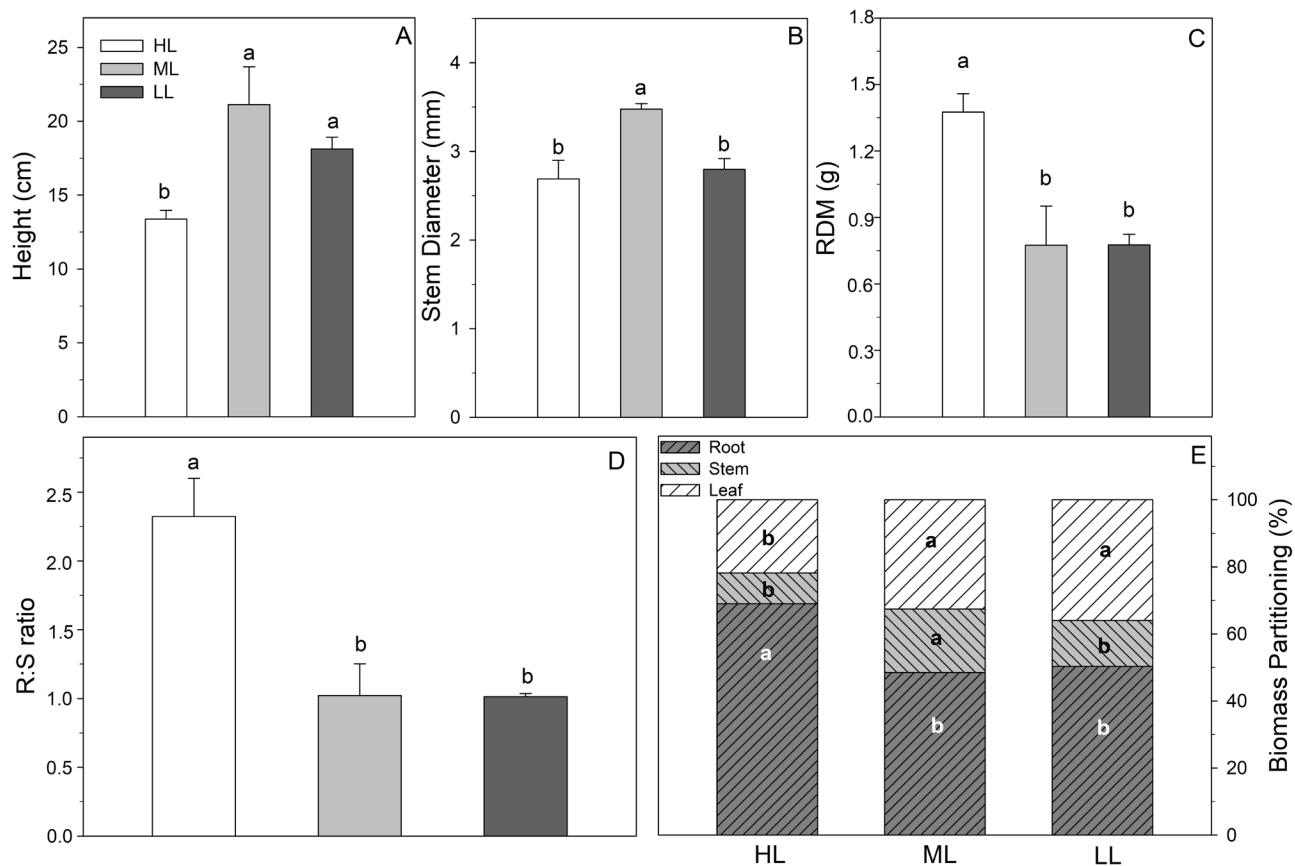 A
HL
ML
LL
25
20
15
10
5
0
Height (cm)
b
a
a
B
4
3
2
1
0
Stem Diameter (mm)
b
a
b
C
1.8
1.5
1.2
0.9
0.6
0.3
0.0
RDM (g)
a
b
b
D
2.5
2.0
1.5
1.0
0.5
0.0
R:S ratio
a
b
b
E
Root
Stem
Leaf
b
a
a
b
a
b
a
b
b
100
80
60
40
20
0
Biomass Partitioning (%)
HL ML LL